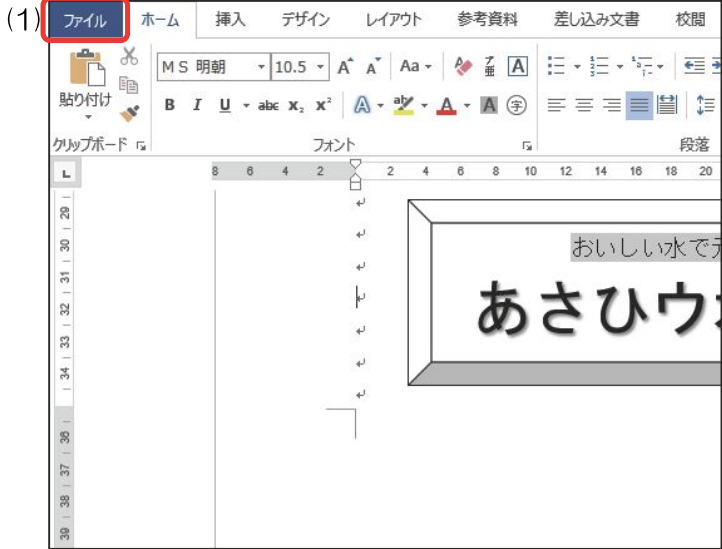 (1) ファイル ホーム 挿入 デザイン レイアウト 参考資料 差し込み文書 校閲
MS 明朝 10.5 A A Aa 亜 A
貼り付け B I U abc x₂ x² A aby A A 字
クリップボード フォント 段落
L 8 6 4 2 2 4 6 8 10 12 14 16 18 20
29
30
31
32
33
34
36
37
38
39
おいしい水で
あさひウ